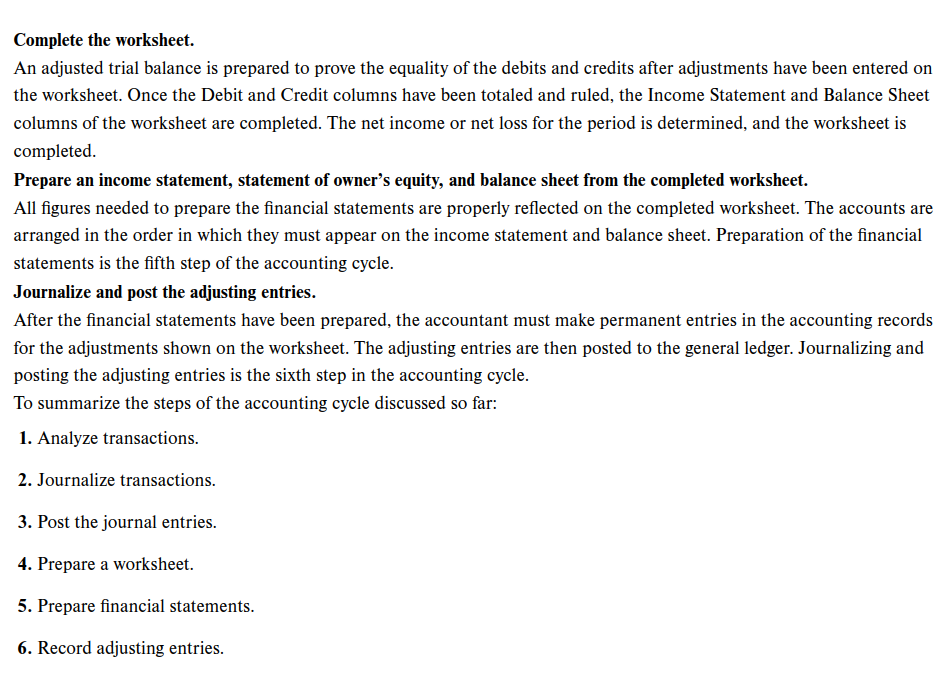 Complete the worksheet.
An adjusted trial balance is prepared to prove the equality of the debits and credits after adjustments have been entered on
the worksheet. Once the Debit and Credit columns have been totaled and ruled, the Income Statement and Balance Sheet
columns of the worksheet are completed. The net income or net loss for the period is determined, and the worksheet is
completed.
Prepare an income statement, statement of owner’s equity, and balance sheet from the completed worksheet.
All figures needed to prepare the financial statements are properly reflected on the completed worksheet. The accounts are
arranged in the order in which they must appear on the income statement and balance sheet. Preparation of the financial
statements is the fifth step of the accounting cycle.
Journalize and post the adjusting entries.
After the financial statements have been prepared, the accountant must make permanent entries in the accounting records
for the adjustments shown on the worksheet. The adjusting entries are then posted to the general ledger. Journalizing and
posting the adjusting entries is the sixth step in the accounting cycle.
To summarize the steps of the accounting cycle discussed so far:
1. Analyze transactions.
2. Journalize transactions.
3. Post the journal entries.
4. Prepare a worksheet.
5. Prepare financial statements.
6. Record adjusting entries.